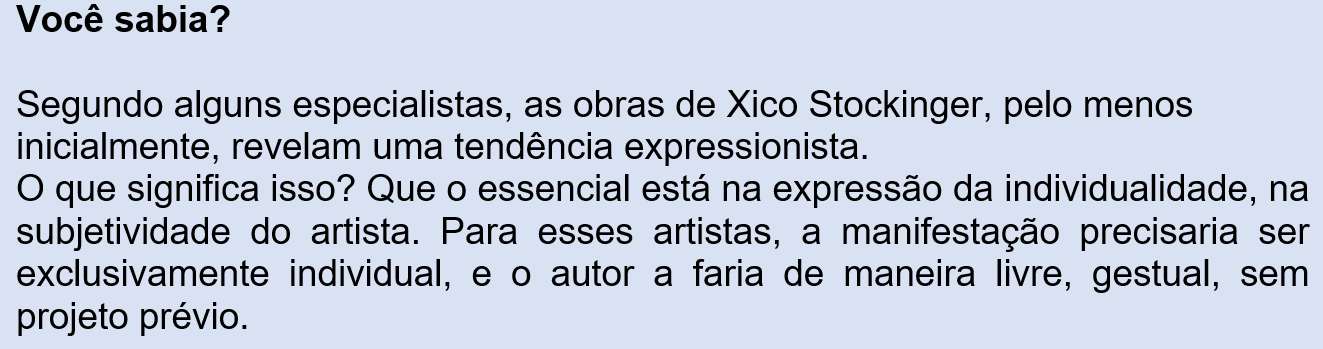 Você sabia?
Segundo alguns especialistas, as obras de Xico Stockinger, pelo menos
inicialmente, revelam uma tendência expressionista.
O que significa isso? Que o essencial está na expressão da individualidade, na
subjetividade do artista. Para esses artistas, a manifestação precisaria ser
exclusivamente individual, e o autor a faria de maneira livre, gestual, sem
projeto prévio.